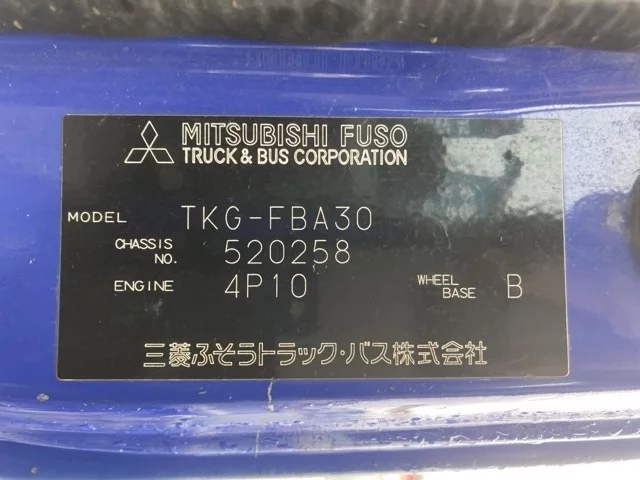 MITSUBISHI FUSO
TRUCK & BUS CORPORATION
MODEL TKG-FBA30
CHASSIS NO. 520258
ENGINE 4P10 WHEEL BASE B
三菱ふそうトラック・バス株式会社